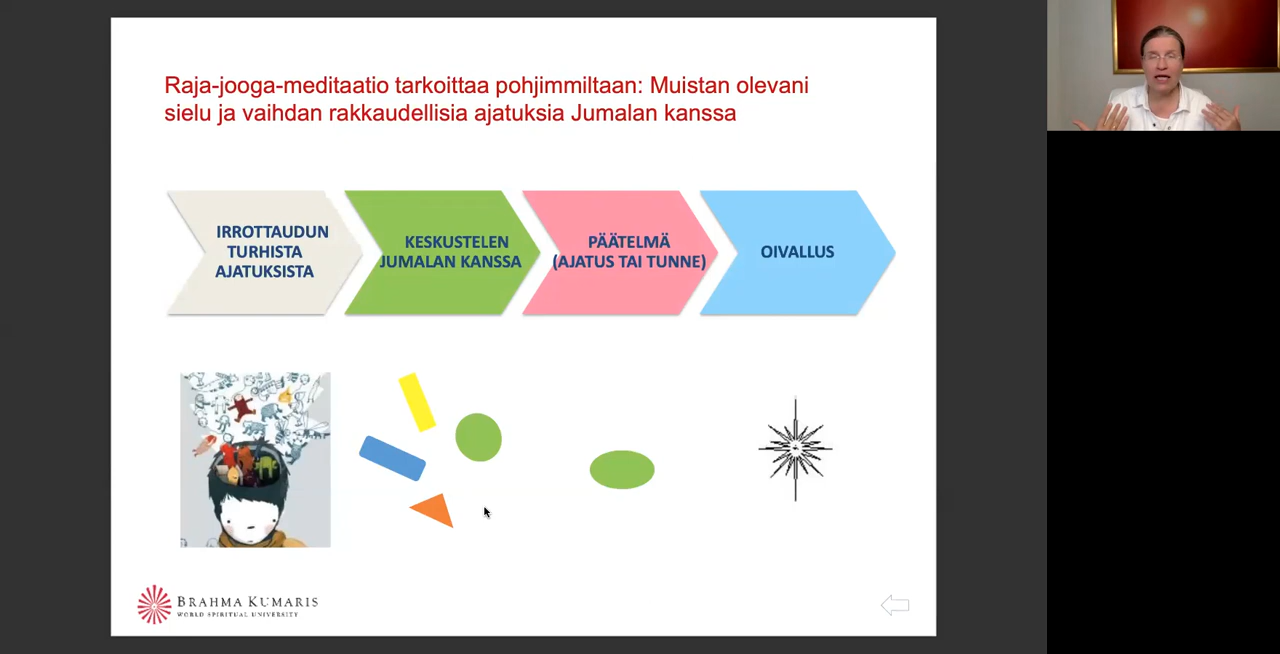 Raja-jooga-meditaatio tarkoittaa pohjimmiltaan: Muistan olevani
sielu ja vaihdan rakkaudellisia ajatuksia Jumalan kanssa
IRROTTAUDUN
TURHISTA
AJATUKSISTA
KESKUSTELEN
JUMALAN KANSSA
PÄÄTELMÄ
(AJATUS TAI TUNNE)
OIVALLUS
BRAHMA KUMARIS
WORLD SPIRITUAL UNIVERSITY